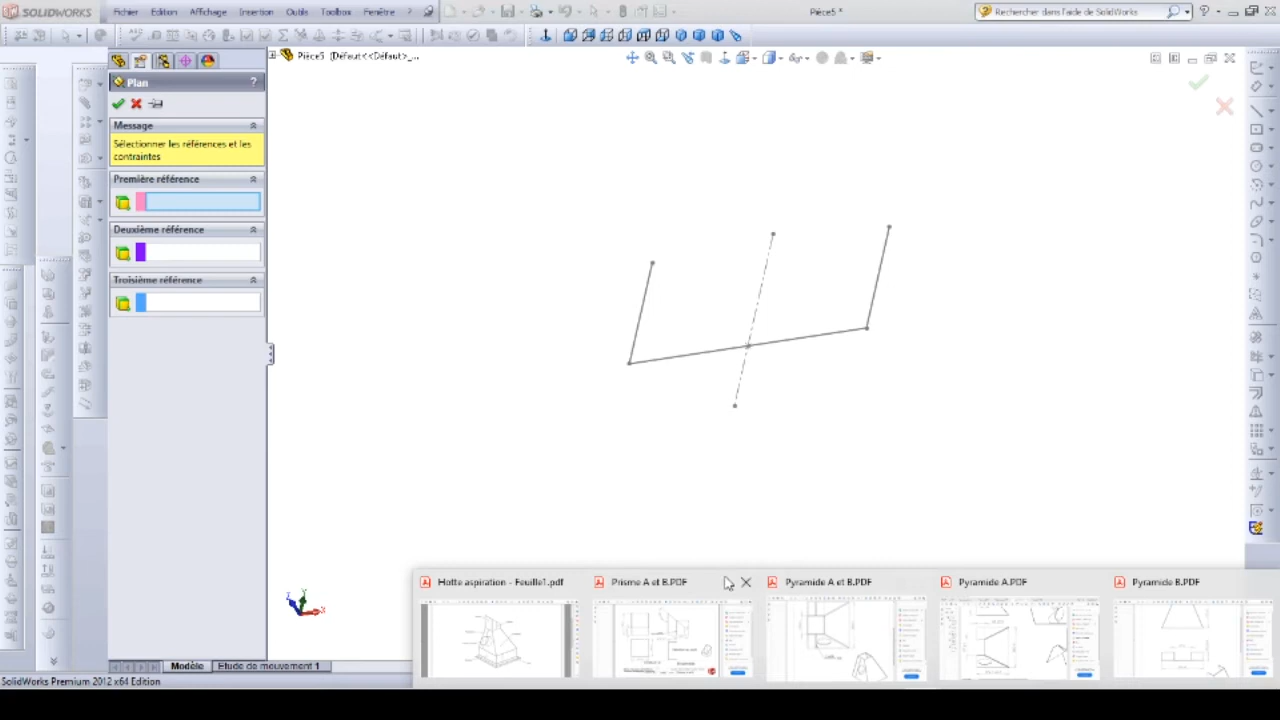 SOLIDWORKS
Fichier Edition Affichage Insertion Outils Toolbox Fenêtre ?
Pièce5 *
Rechercher dans l'aide de SolidWorks
Pièce5 (Défaut<<Défaut>_...
Plan ?
Message
Sélectionner les références et les
contraintes
Première référence
Deuxième référence
Troisième référence
Hotte aspiration - Feuille1.pdf
Prisme A et B.PDF
Pyramide A et B.PDF
Pyramide A.PDF
Pyramide B.PDF
Modèle Etude de mouvement 1
SolidWorks Premium 2012 x64 Edition